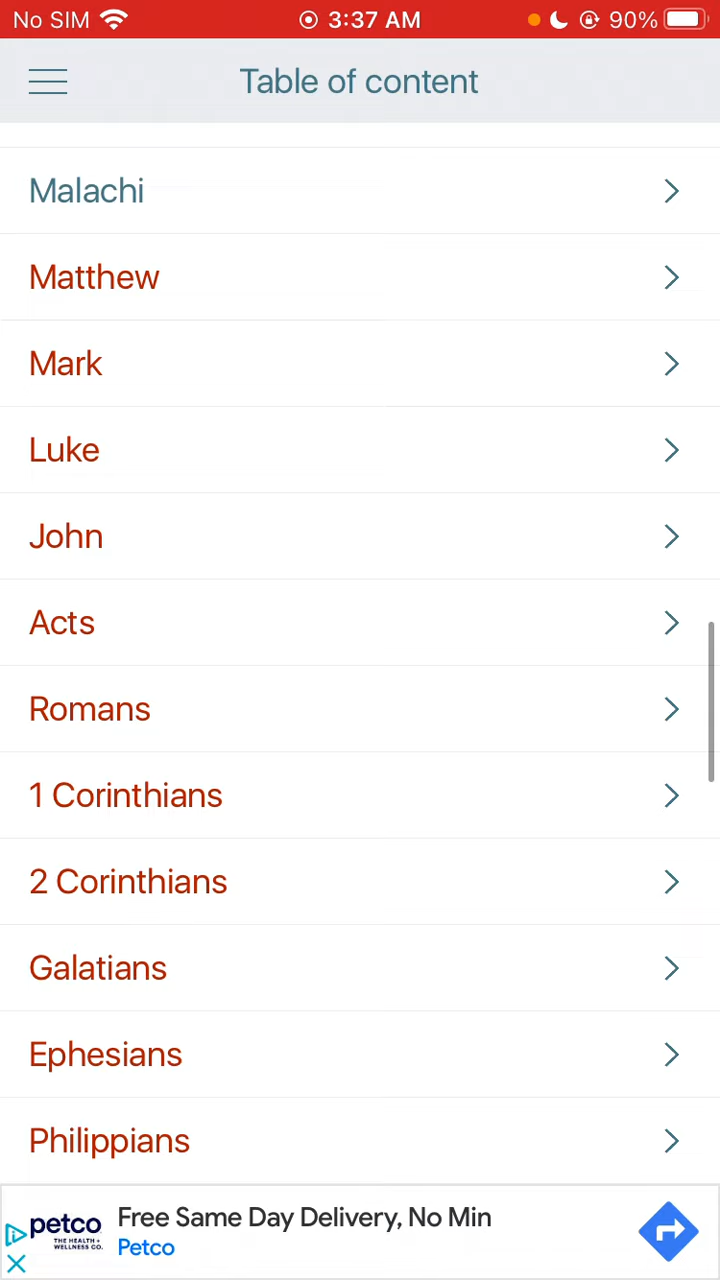 No SIM 3:37 AM 90%
Table of content
Malachi
Matthew
Mark
Luke
John
Acts
Romans
1 Corinthians
2 Corinthians
Galatians
Ephesians
Philippians
petco
THE HEALTH +
WELLNESS CO.
Free Same Day Delivery, No Min
Petco